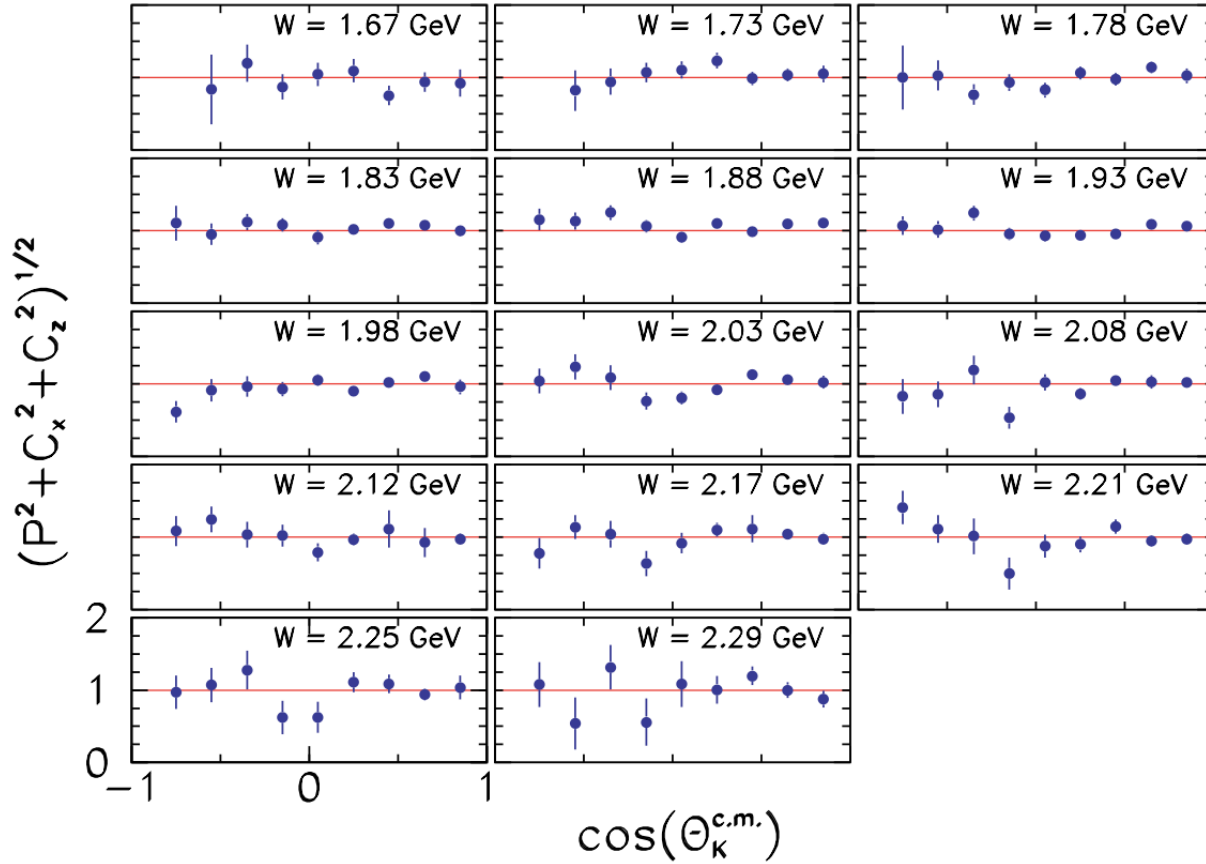 W = 1.67 GeV
W = 1.73 GeV
W = 1.78 GeV
W = 1.83 GeV
W = 1.88 GeV
W = 1.93 GeV
W = 1.98 GeV
W = 2.03 GeV
W = 2.08 GeV
W = 2.12 GeV
W = 2.17 GeV
W = 2.21 GeV
W = 2.25 GeV
W = 2.29 GeV
(P²+Cₓ²+C_z²)^1/2
2
1
0
-1 0 1
cos(Θ_K^c.m.)